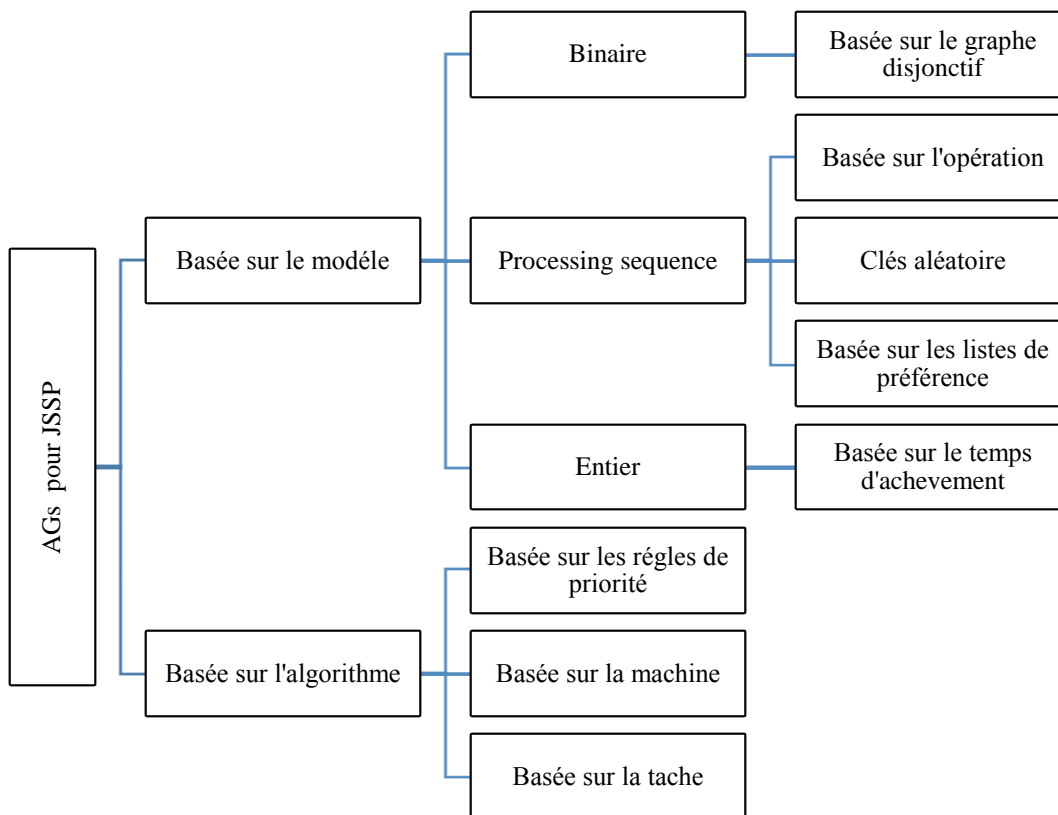 AGs pour JSSP
Basée sur le modéle
Binaire
Basée sur le graphe
disjonctif
Processing sequence
Basée sur l'opération
Clés aléatoire
Basée sur les listes de
préférence
Entier
Basée sur le temps
d'achevement
Basée sur l'algorithme
Basée sur les régles de
priorité
Basée sur la machine
Basée sur la tache